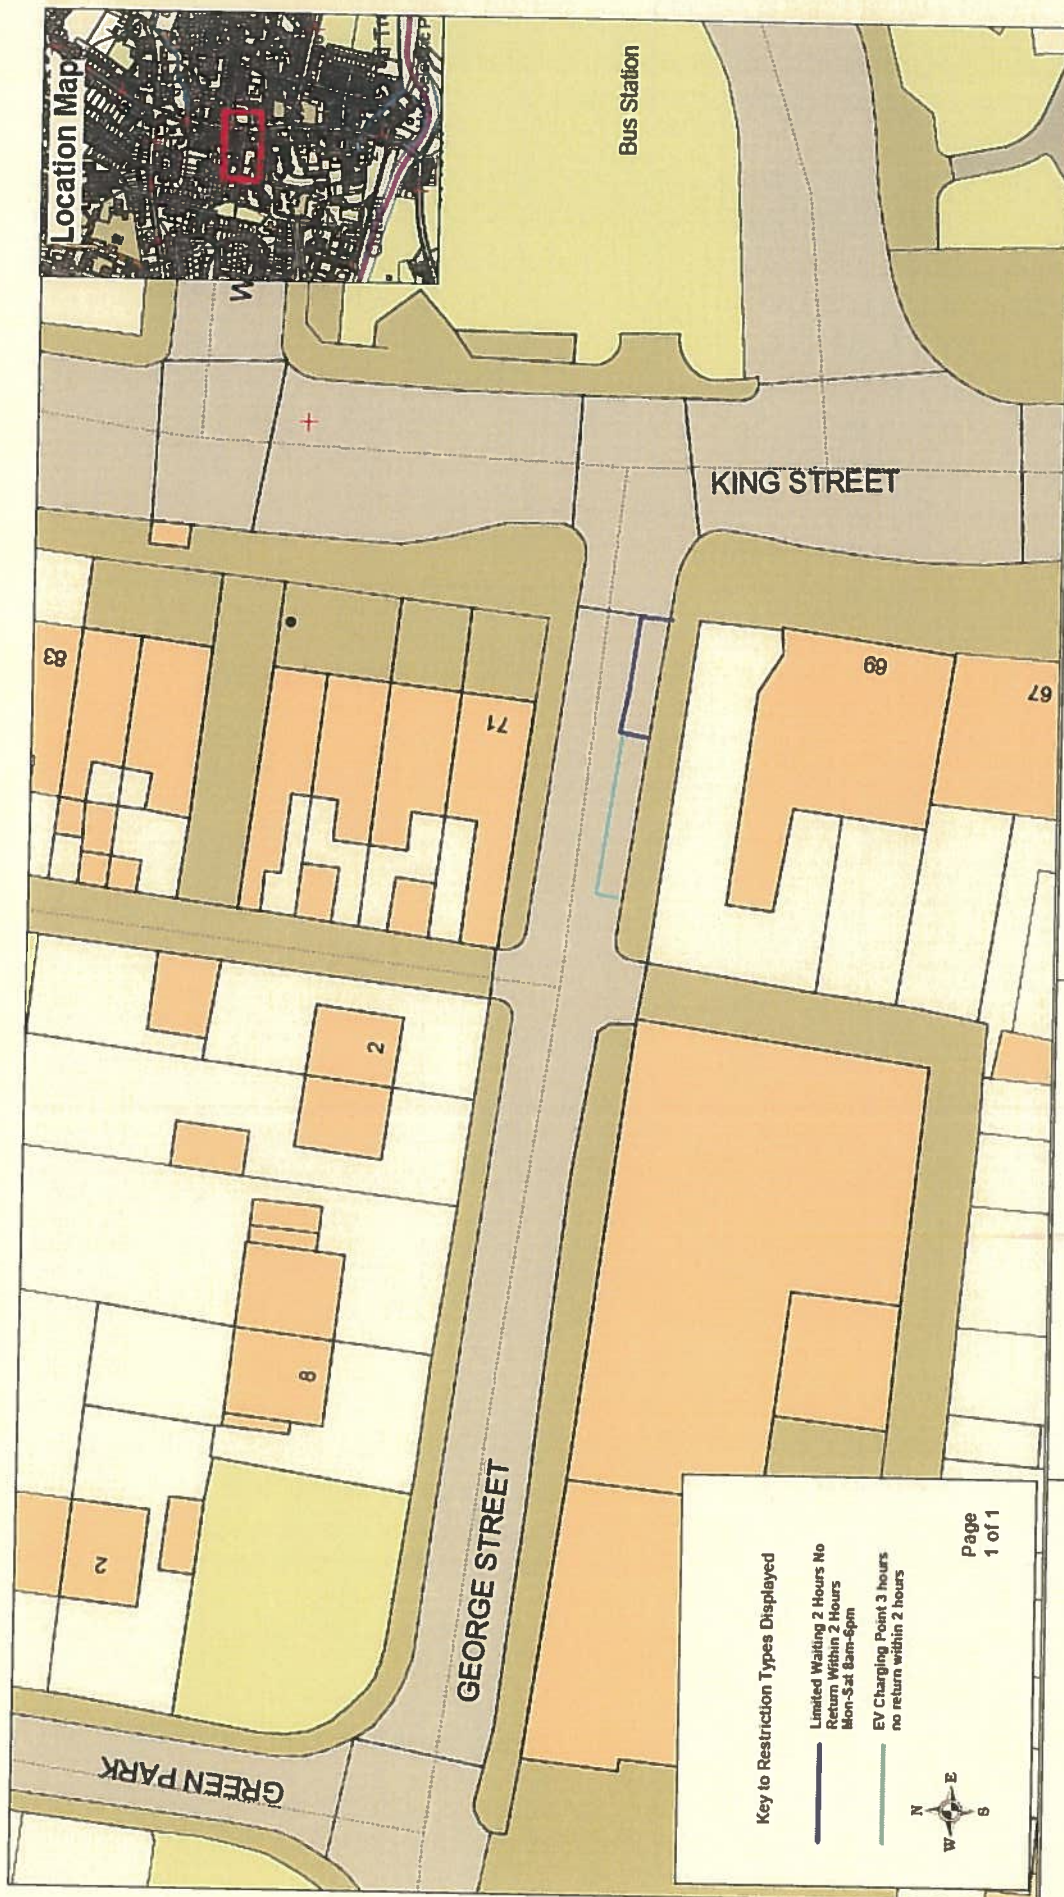 Location Map
W
Bus Station
KING STREET
83
71
69
67
2
8
2
GEORGE STREET
GREEN PARK
Key to Restriction Types Displayed
Limited Waiting 2 Hours No
Return Within 2 Hours
Mon-Sat 8am-6pm
EV Charging Point 3 hours
no return within 2 hours
N
W
E
S
Page
1 of 1